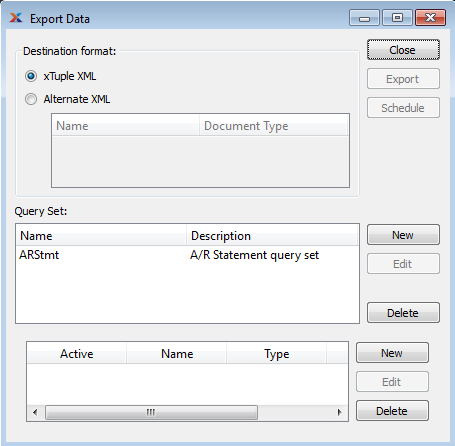 Export Data
Destination format:
Close
xTuple XML
Export
Alternate XML
Schedule
Name Document Type
Query Set:
Name Description
New
ARStmt A/R Statement query set
Edit
Delete
Active Name Type
New
Edit
Delete